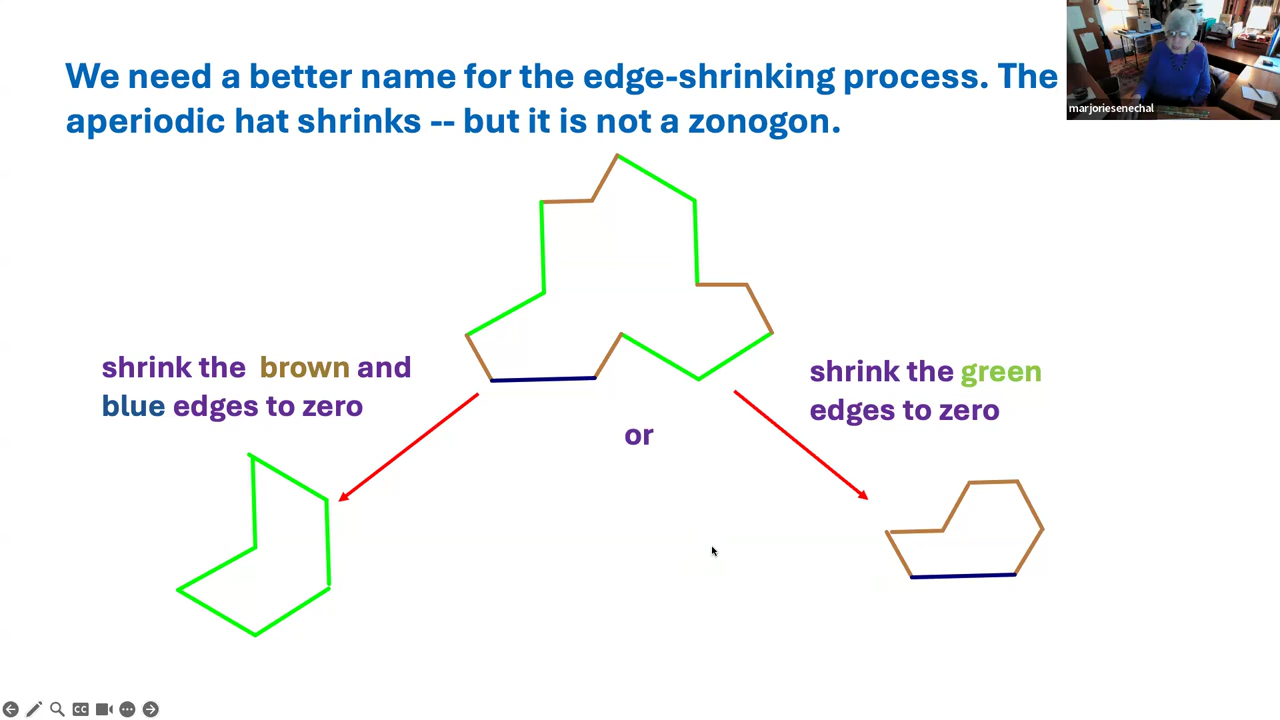 We need a better name for the edge-shrinking process. The
aperiodic hat shrinks -- but it is not a zonogon.
marjoriesenechal
shrink the brown and
blue edges to zero
or
shrink the green
edges to zero
CC